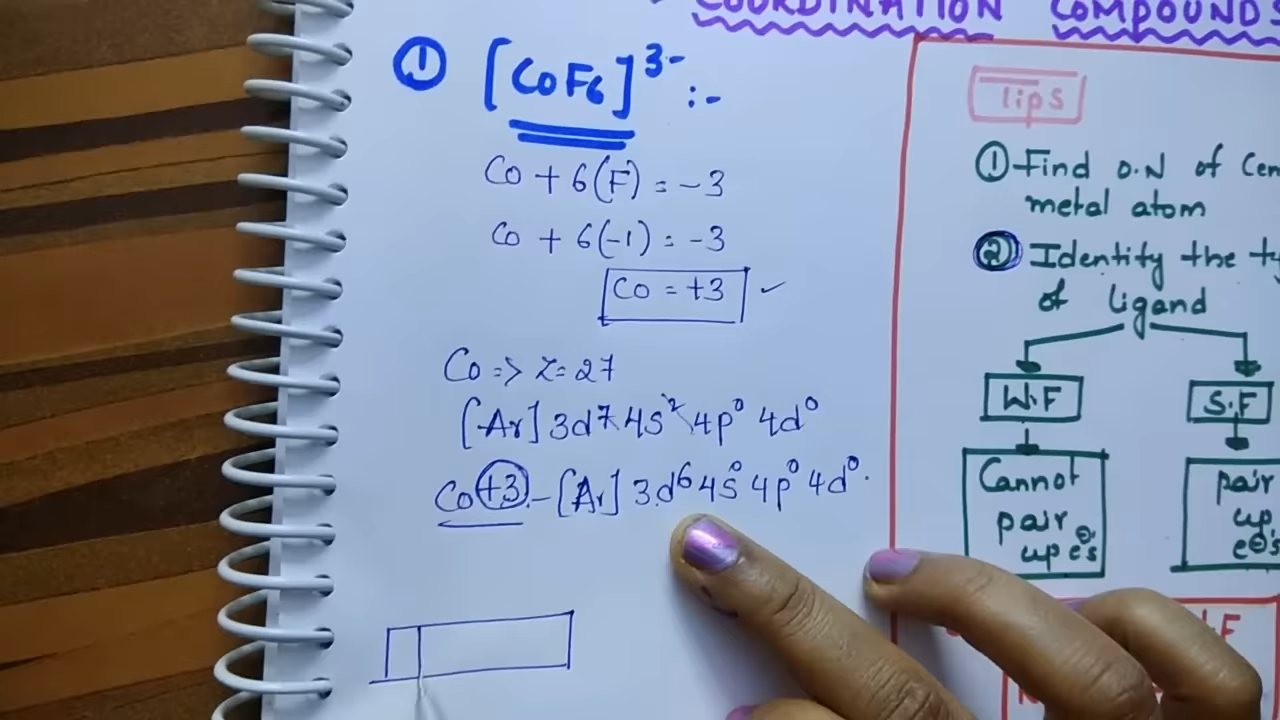 COORDINATION COMPOUNDS
① [CoF6]³⁻ :-
Co + 6(F) = -3
Co + 6(-1) = -3
Co = +3 ✓
Co => Z = 27
[Ar] 3d⁷ 4s² 4p⁰ 4d⁰
Co +3 - [Ar] 3d⁶ 4s⁰ 4p⁰ 4d⁰.
Tips
① Find O.N of Cen
metal atom
② Identify the ty
of ligand
W.F
S.F
Cannot
pair
up e⊖'s
pair
up
e⊖'s